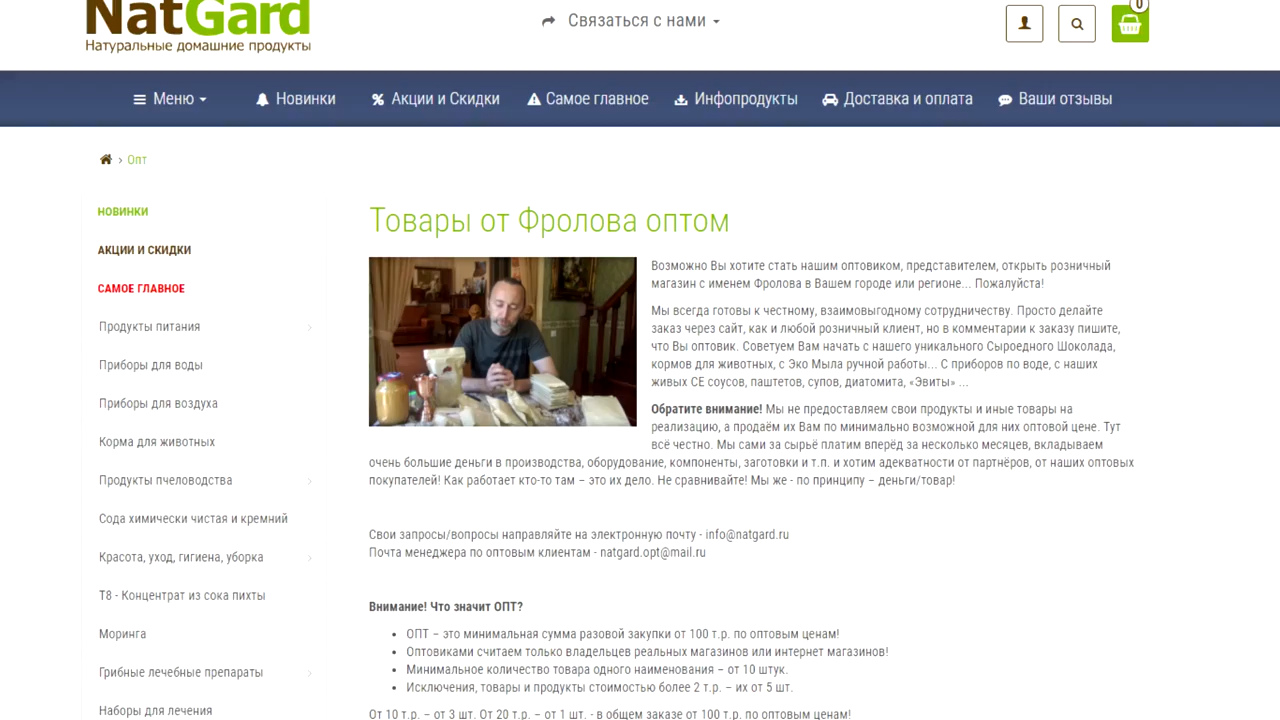 NatGard
Натуральные домашние продукты
Связаться с нами
0
Меню
Новинки
Акции и Скидки
Самое главное
Инфопродукты
Доставка и оплата
Ваши отзывы
Опт
НОВИНКИ
АКЦИИ И СКИДКИ
САМОЕ ГЛАВНОЕ
Продукты питания
Приборы для воды
Приборы для воздуха
Корма для животных
Продукты пчеловодства
Сода химически чистая и кремний
Красота, уход, гигиена, уборка
Т8 - Концентрат из сока пихты
Моринга
Грибные лечебные препараты
Наборы для лечения
Товары от Фролова оптом
Возможно Вы хотите стать нашим оптовиком, представителем, открыть розничный
магазин с именем Фролова в Вашем городе или регионе... Пожалуйста!
Мы всегда готовы к честному, взаимовыгодному сотрудничеству. Просто делайте
заказ через сайт, как и любой розничный клиент, но в комментарии к заказу пишите,
что Вы оптовик. Советуем Вам начать с нашего уникального Сыроедного Шоколада,
кормов для животных, с Эко Мыла ручной работы... С приборов по воде, с наших
живых СЕ соусов, паштетов, супов, диатомита, «Эвиты» ...
Обратите внимание! Мы не предоставляем свои продукты и иные товары на
реализацию, а продаём их Вам по минимально возможной для них оптовой цене. Тут
всё честно. Мы сами за сырьё платим вперёд за несколько месяцев, вкладываем
очень большие деньги в производства, оборудование, компоненты, заготовки и т.п. и хотим адекватности от партнёров, от наших оптовых
покупателей! Как работает кто-то там – это их дело. Не сравнивайте! Мы же - по принципу – деньги/товар!
Свои запросы/вопросы направляйте на электронную почту - info@natgard.ru
Почта менеджера по оптовым клиентам - natgard.opt@mail.ru
Внимание! Что значит ОПТ?
• ОПТ – это минимальная сумма разовой закупки от 100 т.р. по оптовым ценам!
• Оптовиками считаем только владельцев реальных магазинов или интернет магазинов!
• Минимальное количество товара одного наименования – от 10 штук.
• Исключения, товары и продукты стоимостью более 2 т.р. – их от 5 шт.
От 10 т.р. – от 3 шт. От 20 т.р. – от 1 шт. - в общем заказе от 100 т.р. по оптовым ценам!